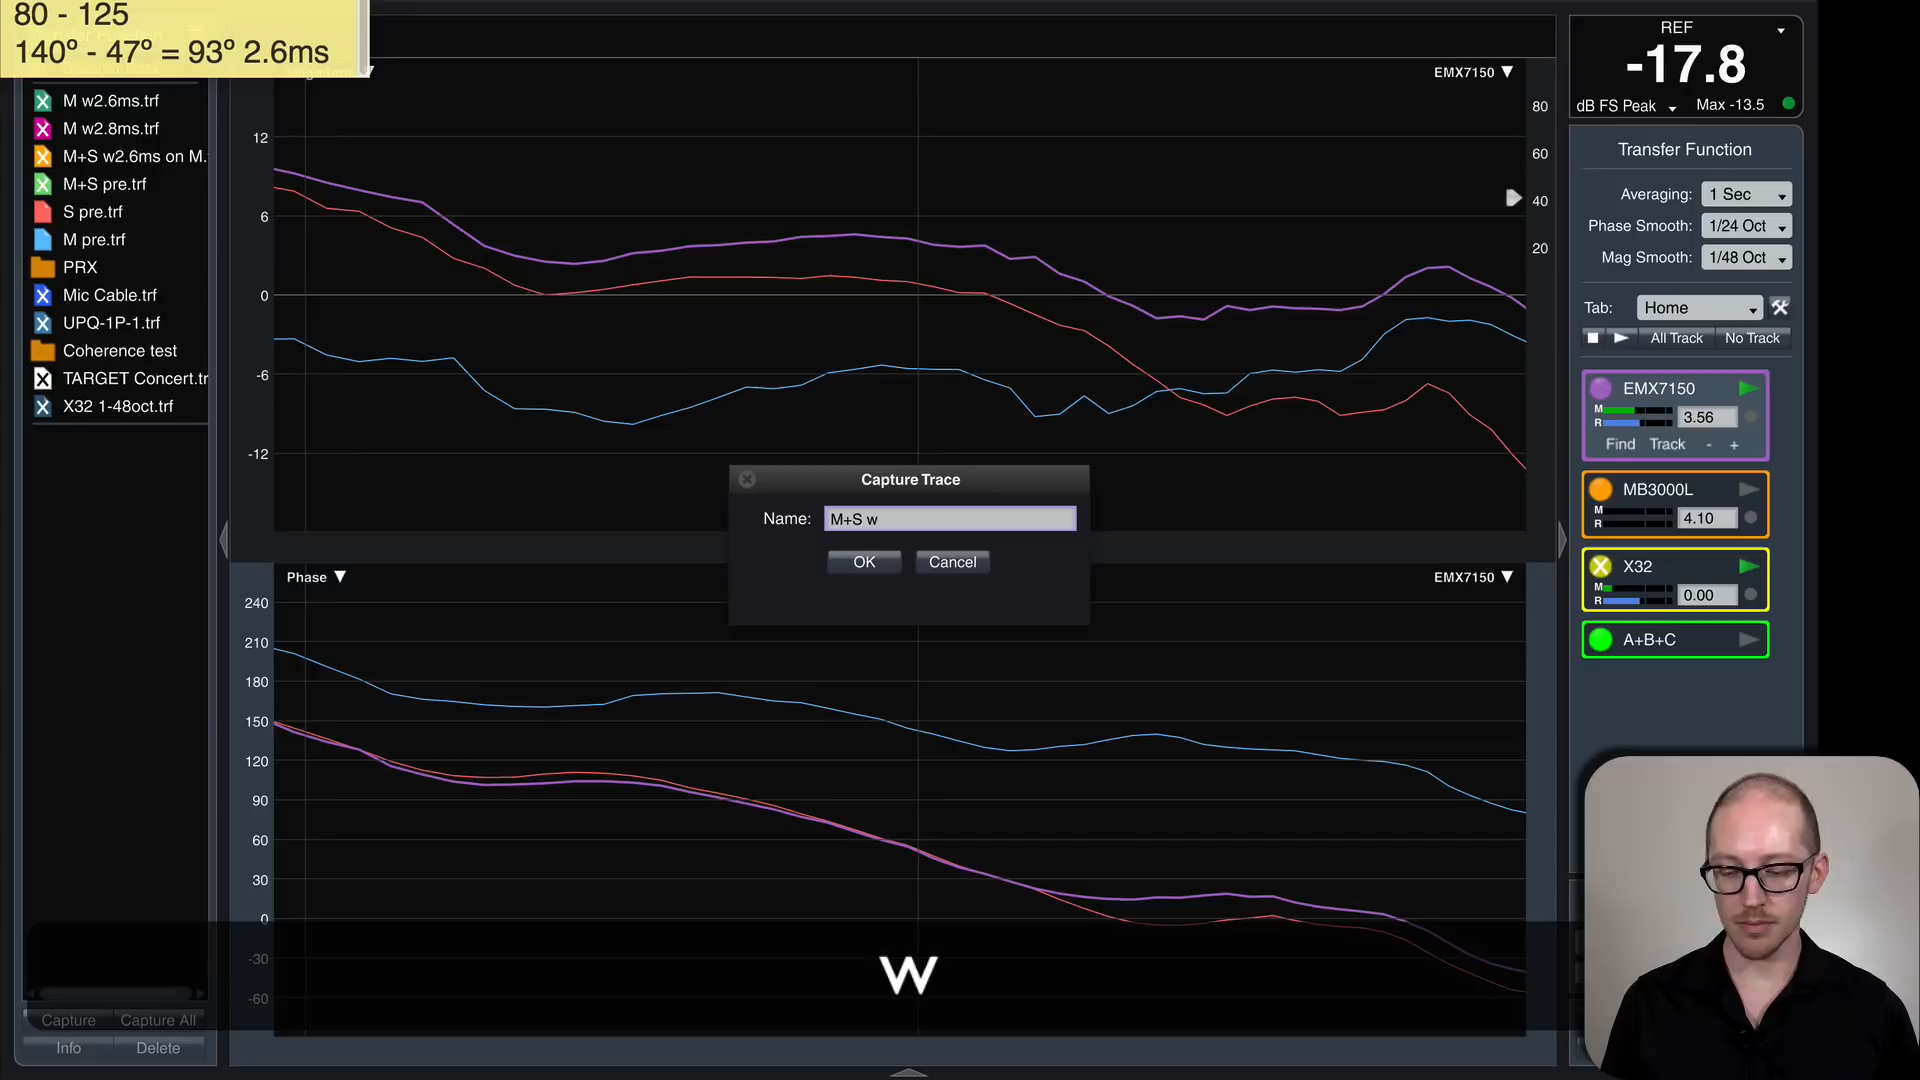 80 - 125
140º - 47º = 93º 2.6ms
M w2.6ms.trf
M w2.8ms.trf
M+S w2.6ms on M.
M+S pre.trf
S pre.trf
M pre.trf
PRX
Mic Cable.trf
UPQ-1P-1.trf
Coherence test
TARGET Concert.tr
X32 1-48oct.trf
Capture
Capture All
Info
Delete
EMX7150
12
6
0
-6
-12
80
60
40
20
Capture Trace
Name:
M+S w
OK
Cancel
Phase
EMX7150
240
210
180
150
120
90
60
30
0
-30
-60
w
REF
-17.8
dB FS Peak
Max -13.5
Transfer Function
Averaging:
1 Sec
Phase Smooth:
1/24 Oct
Mag Smooth:
1/48 Oct
Tab:
Home
All Track
No Track
EMX7150
M
R
3.56
Find
Track
-
+
MB3000L
M
R
4.10
X32
M
R
0.00
A+B+C